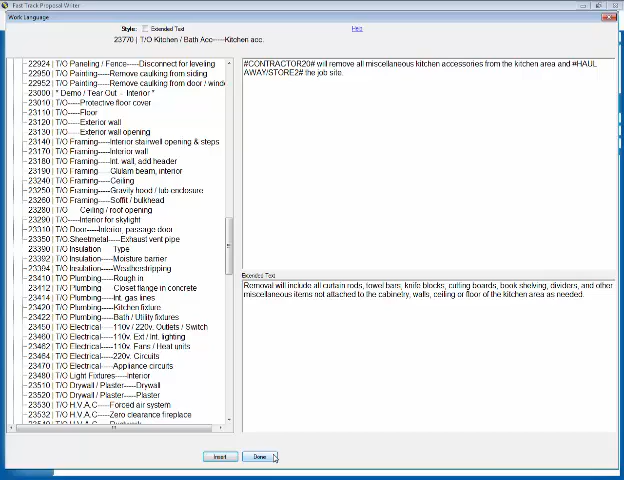 Fast Track Proposal Writer
Work Language
Style:
Extended Text
Help
23770 | T/O Kitchen / Bath Acc-----Kitchen acc.
22924 | T/O Paneling / Fence-----Disconnect for leveling
22950 | T/O Painting-----Remove caulking from siding
22952 | T/O Painting-----Remove caulking from door / wind
23000 | * Demo / Tear Out - Interior *
23010 | T/O-----Protective floor cover
23110 | T/O-----Floor
23120 | T/O-----Exterior wall
23130 | T/O-----Exterior wall opening
23140 | T/O Framing-----Interior stairwell opening & steps
23170 | T/O Framing-----Interior wall
23180 | T/O Framing-----Int. wall, add header
23190 | T/O Framing-----Glulam beam, interior
23240 | T/O Framing-----Ceiling
23250 | T/O Framing-----Gravity hood / tub enclosure
23260 | T/O Framing-----Soffit / bulkhead
23280 | T/O-----Ceiling / roof opening
23290 | T/O-----Interior for skylight
23310 | T/O Door-----Interior, passage door
23350 | T/O Sheetmetal-----Exhaust vent pipe
23390 | T/O Insulation-----Type
23392 | T/O Insulation-----Moisture barrier
23394 | T/O Insulation-----Weatherstripping
23410 | T/O Plumbing-----Rough in
23412 | T/O Plumbing-----Closet flange in concrete
23414 | T/O Plumbing-----Int. gas lines
23420 | T/O Plumbing-----Kitchen fixture
23422 | T/O Plumbing-----Bath / Utility fixtures
23450 | T/O Electrical-----110v / 220v. Outlets / Switch
23460 | T/O Electrical-----110v. Ext / Int. lighting
23462 | T/O Electrical-----110v. Fans / Heat units
23464 | T/O Electrical-----220v. Circuits
23470 | T/O Electrical-----Appliance circuits
23480 | T/O Light Fixtures-----Interior
23510 | T/O Drywall / Plaster-----Drywall
23520 | T/O Drywall / Plaster-----Plaster
23530 | T/O H.V.A.C-----Forced air system
23532 | T/O H.V.A.C-----Zero clearance fireplace
23540 | T/O H.V.A.C-----Ductwork
#CONTRACTOR20# will remove all miscellaneous kitchen accessories from the kitchen area and #HAUL
AWAY/STORE2# the job site.
Extended Text
Removal will include all curtain rods, towel bars, knife blocks, cutting boards, book shelving, dividers, and other
miscellaneous items not attached to the cabinetry, walls, ceiling or floor of the kitchen area as needed.
Insert
Done